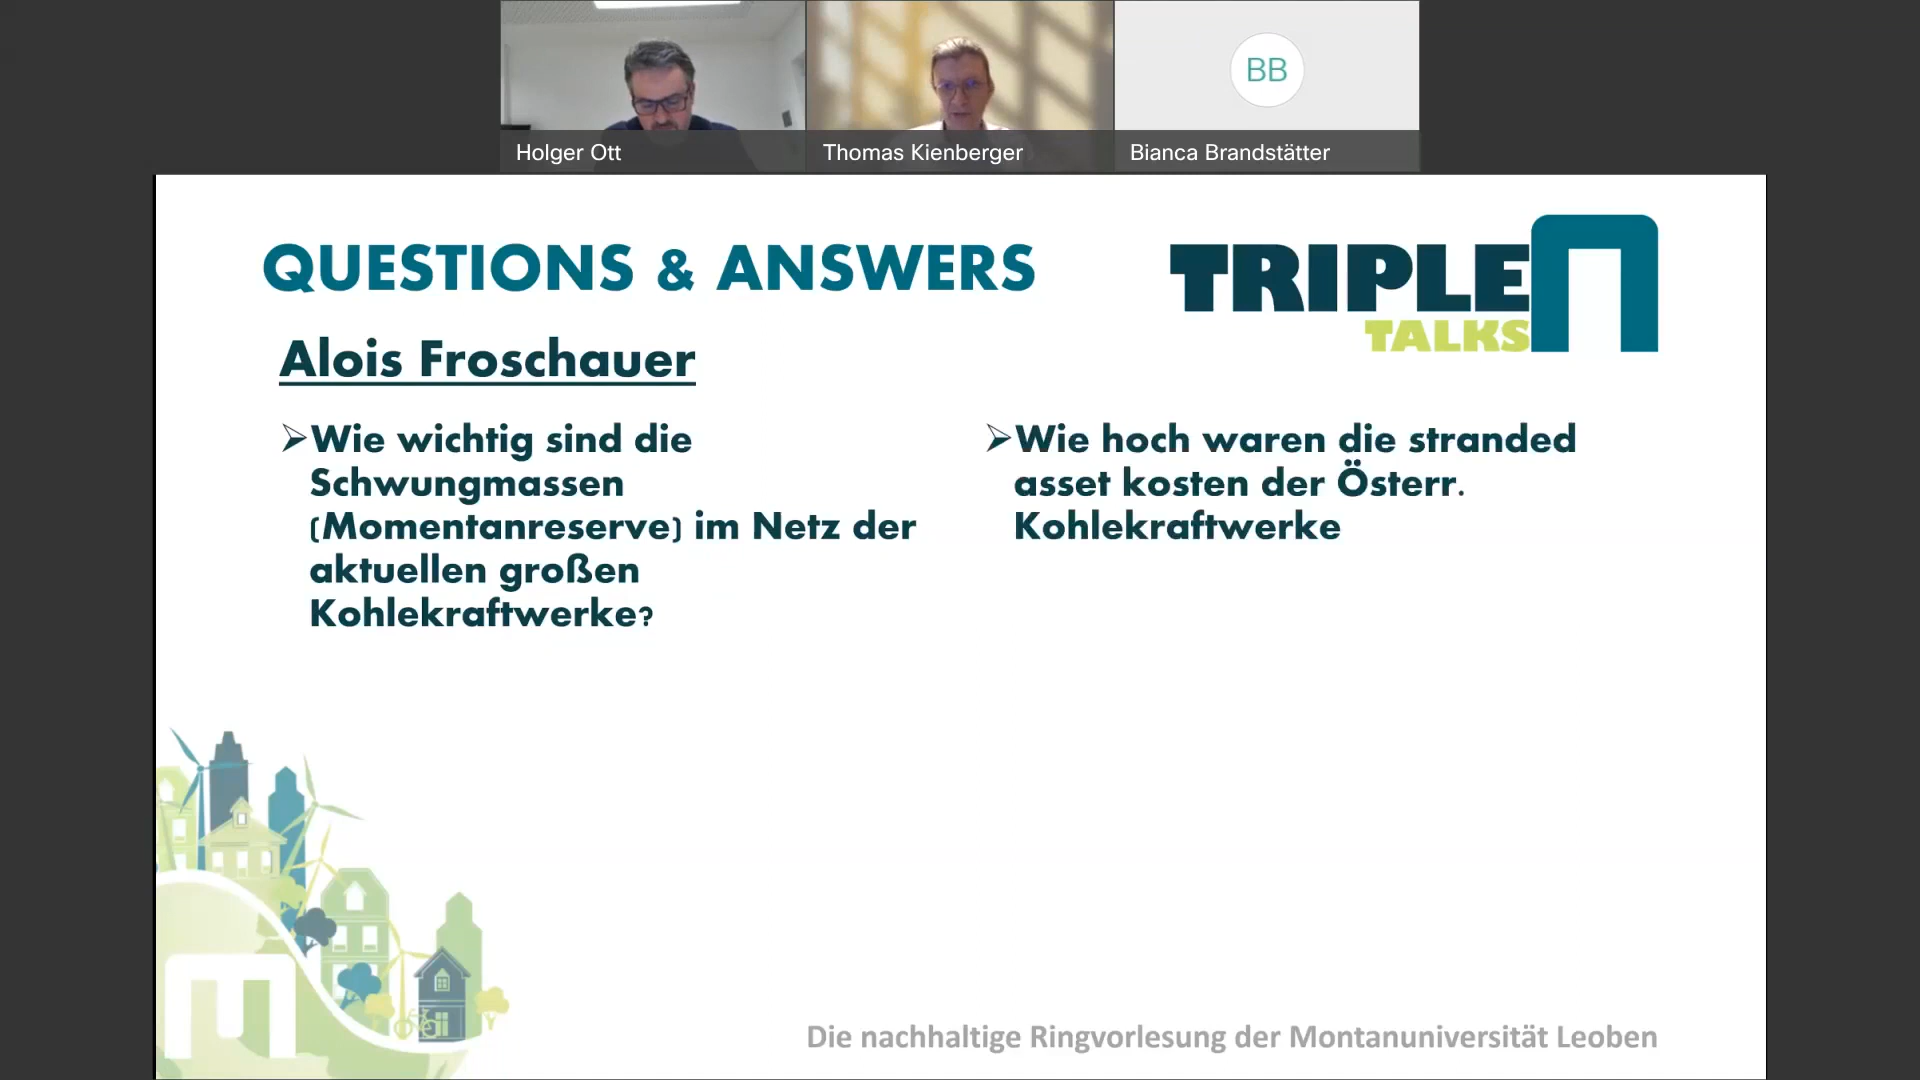 BB
Holger Ott
Thomas Kienberger
Bianca Brandstätter
QUESTIONS & ANSWERS
TRIPLE n
TALKS
Alois Froschauer
Wie wichtig sind die
Schwungmassen
(Momentanreserve) im Netz der
aktuellen großen
Kohlekraftwerke?
Wie hoch waren die stranded
asset kosten der Österr.
Kohlekraftwerke
Die nachhaltige Ringvorlesung der Montanuniversität Leoben